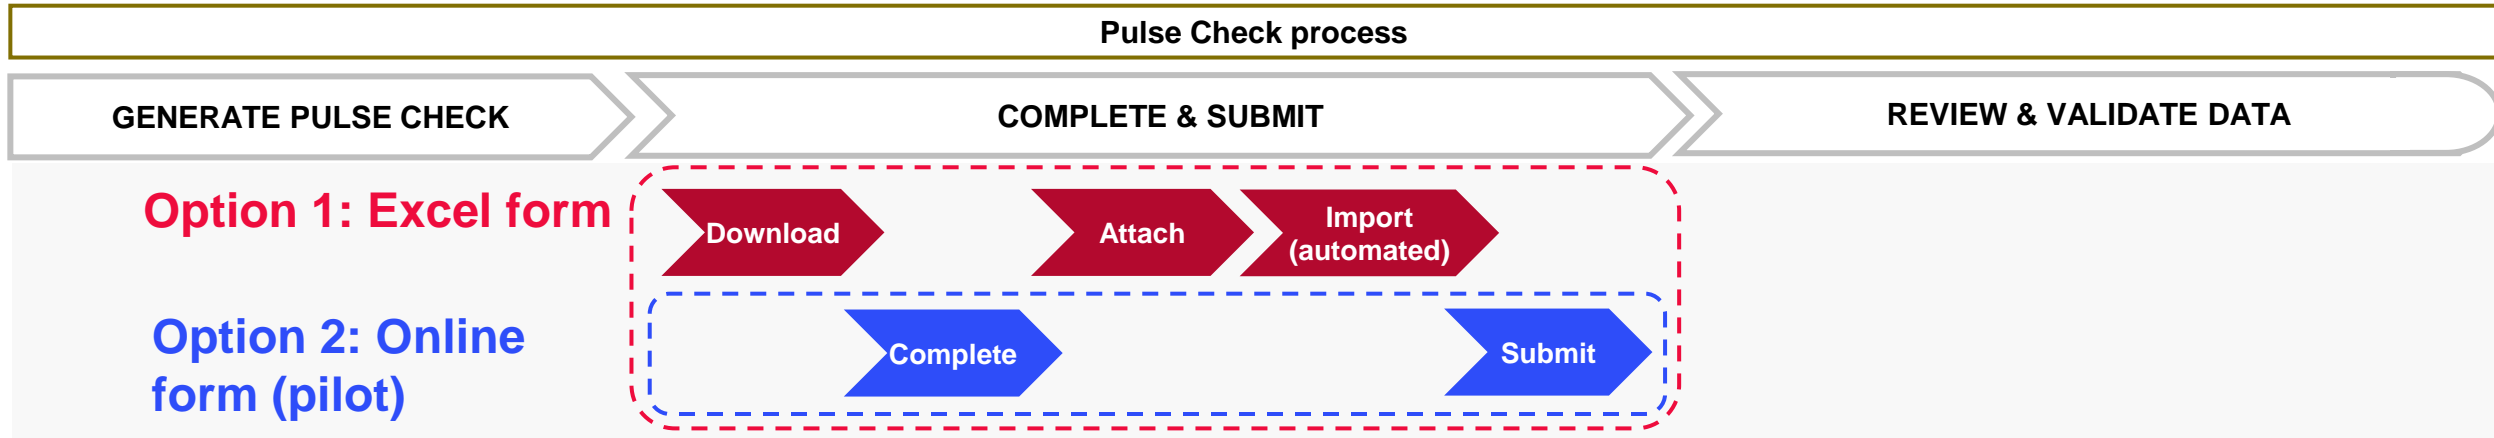 Pulse Check process
GENERATE PULSE CHECK
COMPLETE & SUBMIT
REVIEW & VALIDATE DATA
Option 1: Excel form
Download
Attach
Import
(automated)
Option 2: Online
form (pilot)
Complete
Submit